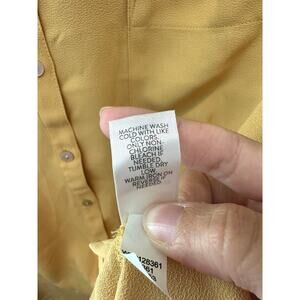 MACHINE WASH
COLD WITH LIKE
COLORS.
ONLY NON-
CHLORINE
BLEACH IF
NEEDED.
TUMBLE DRY
LOW.
WARM IRON ON
REVERSE IF
NEEDED.
128361